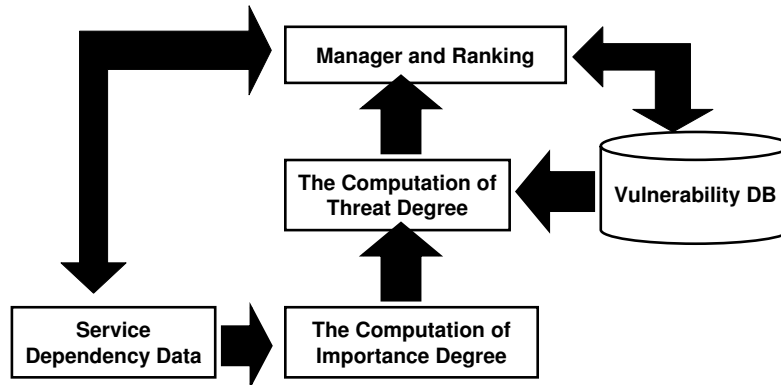 Manager and Ranking
The Computation of
Threat Degree
Vulnerability DB
Service
Dependency Data
The Computation of
Importance Degree